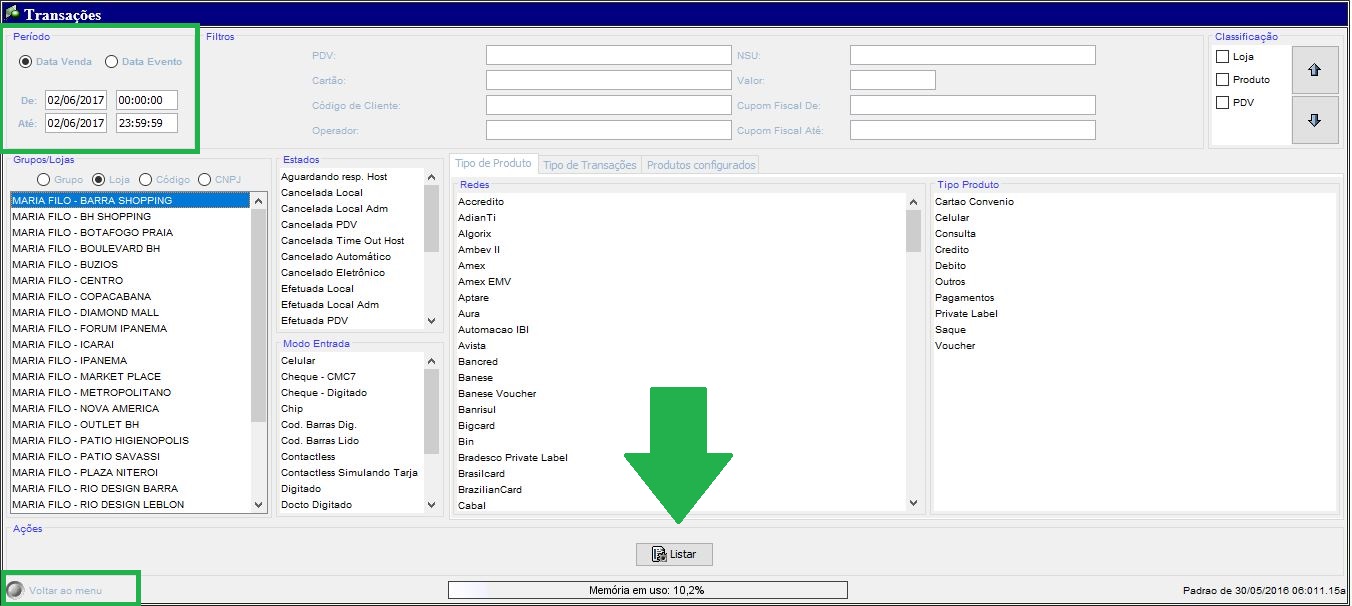 Transações
Período
Data Venda Data Evento
De: 02/06/2017 00:00:00
Até: 02/06/2017 23:59:59
Filtros
PDV:
Cartão:
Código de Cliente:
Operador:
NSU:
Valor:
Cupom Fiscal De:
Cupom Fiscal Até:
Classificação
Loja
Produto
PDV
Grupos/Lojas
Grupo Loja Código CNPJ
MARIA FILO - BARRA SHOPPING
MARIA FILO - BH SHOPPING
MARIA FILO - BOTAFOGO PRAIA
MARIA FILO - BOULEVARD BH
MARIA FILO - BUZIOS
MARIA FILO - CENTRO
MARIA FILO - COPACABANA
MARIA FILO - DIAMOND MALL
MARIA FILO - FORUM IPANEMA
MARIA FILO - ICARAI
MARIA FILO - IPANEMA
MARIA FILO - MARKET PLACE
MARIA FILO - METROPOLITANO
MARIA FILO - NOVA AMERICA
MARIA FILO - OUTLET BH
MARIA FILO - PATIO HIGIENOPOLIS
MARIA FILO - PATIO SAVASSI
MARIA FILO - PLAZA NITEROI
MARIA FILO - RIO DESIGN BARRA
MARIA FILO - RIO DESIGN LEBLON
Estados
Aguardando resp. Host
Cancelada Local
Cancelada Local Adm
Cancelada PDV
Cancelada Time Out Host
Cancelado Automático
Cancelado Eletrônico
Efetuada Local
Efetuada Local Adm
Efetuada PDV
Modo Entrada
Celular
Cheque - CMC7
Cheque - Digitado
Chip
Cod. Barras Dig.
Cod. Barras Lido
Contactless
Contactless Simulando Tarja
Digitado
Docto Digitado
Tipo de Produto Tipo de Transações Produtos configurados
Redes
Accredito
AdianTi
Algorix
Ambev II
Amex
Amex EMV
Aptare
Aura
Automacao IBI
Avista
Bancred
Banese
Banese Voucher
Banrisul
Bigcard
Bin
Bradesco Private Label
Brasilcard
BrazilianCard
Cabal
Tipo Produto
Cartao Convenio
Celular
Consulta
Credito
Debito
Outros
Pagamentos
Private Label
Saque
Voucher
Ações
Listar
Voltar ao menu
Memória em uso: 10,2%
Padrao de 30/05/2016 06:011.15a